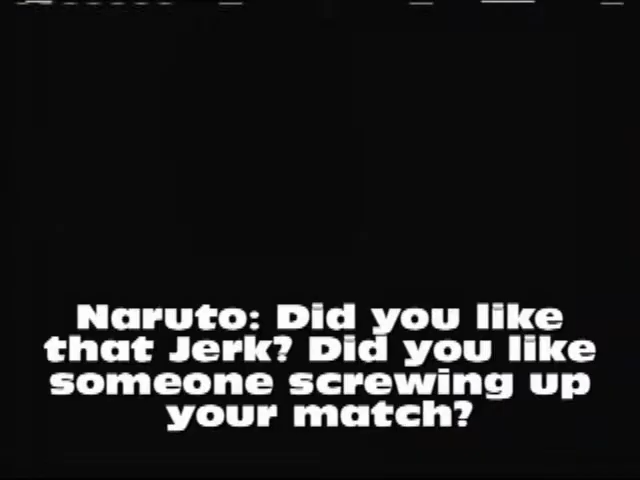 Naruto: Did you like
that Jerk? Did you like
someone screwing up
your match?